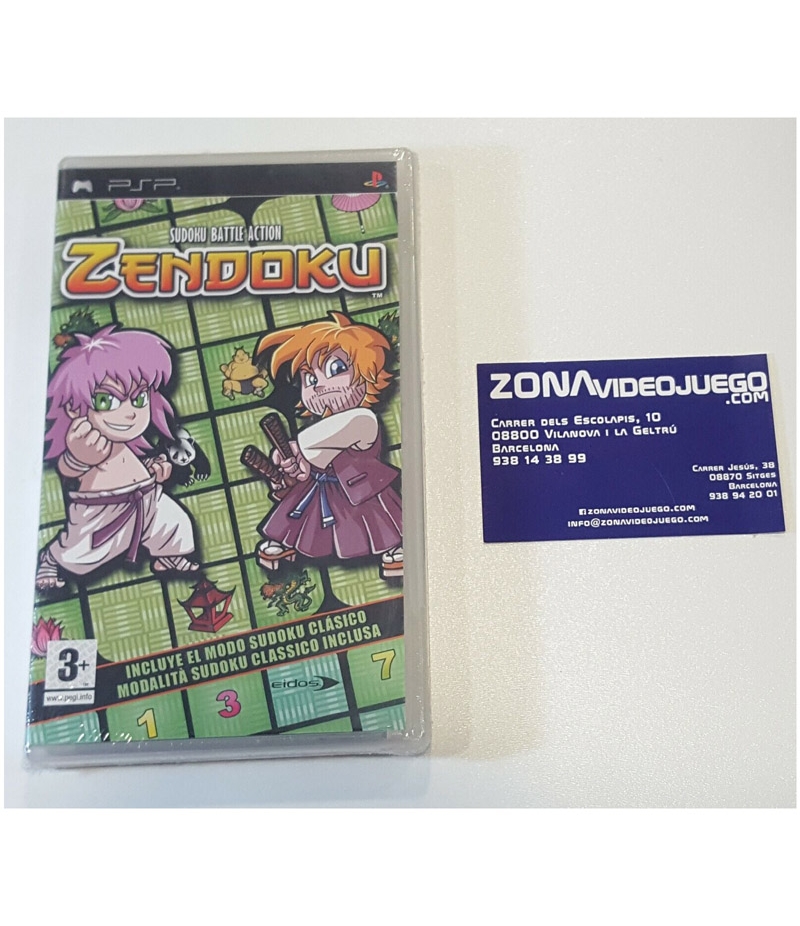 PSP
SUDOKU BATTLE ACTION
ZENDOKU
TM
INCLUYE EL MODO SUDOKU CLÁSICO
MODALITÀ SUDOKU CLASSICO INCLUSA
3+
www.pegi.info
eidos
1
3
7
ZONAVIDEOJUEGO
.COM
CARRER DELS ESCOLAPIS, 10
08800 VILANOVA I LA GELTRÚ
BARCELONA
938 14 38 99
CARRER JESÚS, 38
08870 SITGES
BARCELONA
938 94 20 01
ZONAVIDEOJUEGO.COM
INFO@ZONAVIDEOJUEGO.COM